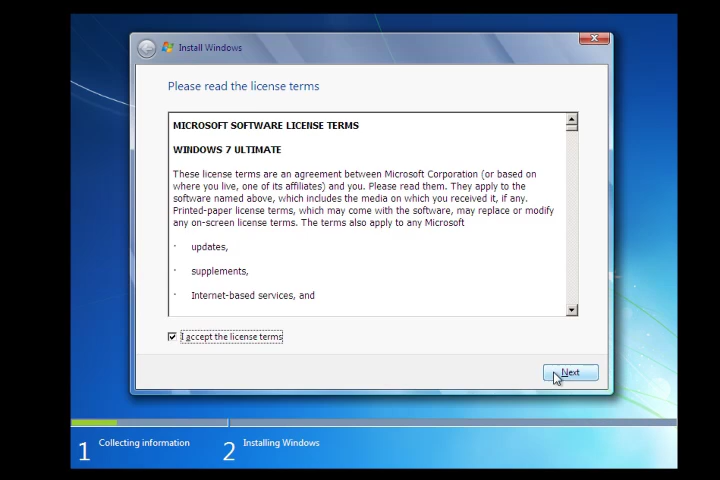 Install Windows
Please read the license terms
MICROSOFT SOFTWARE LICENSE TERMS
WINDOWS 7 ULTIMATE
These license terms are an agreement between Microsoft Corporation (or based on
where you live, one of its affiliates) and you. Please read them. They apply to the
software named above, which includes the media on which you received it, if any.
Printed-paper license terms, which may come with the software, may replace or modify
any on-screen license terms. The terms also apply to any Microsoft
· updates,
· supplements,
· Internet-based services, and
I accept the license terms
Next
1 Collecting information
2 Installing Windows